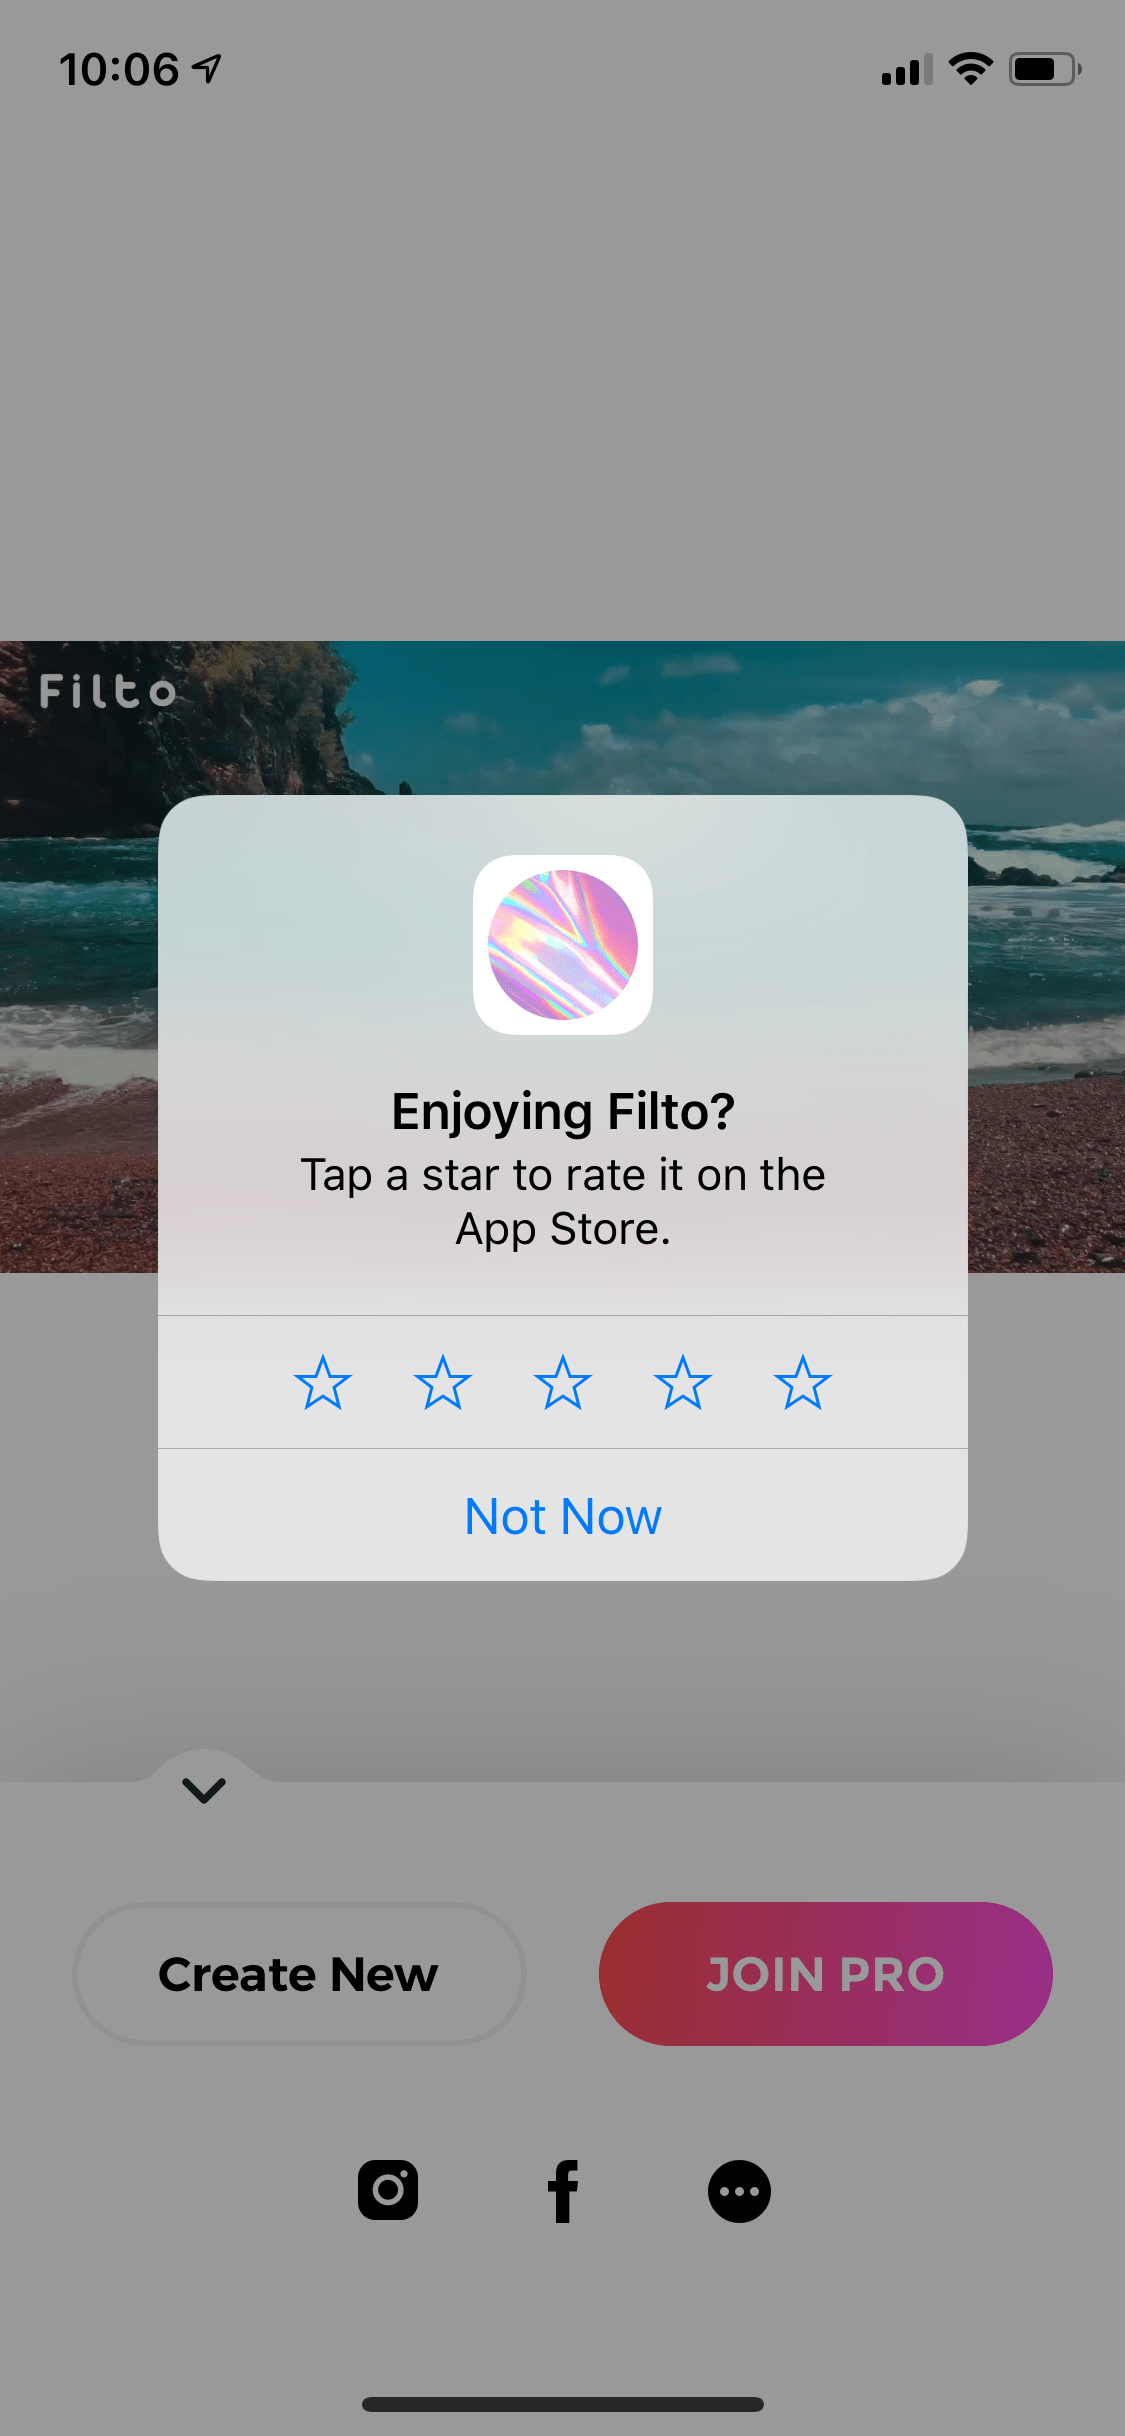 10:06
Filto
Enjoying Filto?
Tap a star to rate it on the
App Store.
Not Now
Create New
JOIN PRO